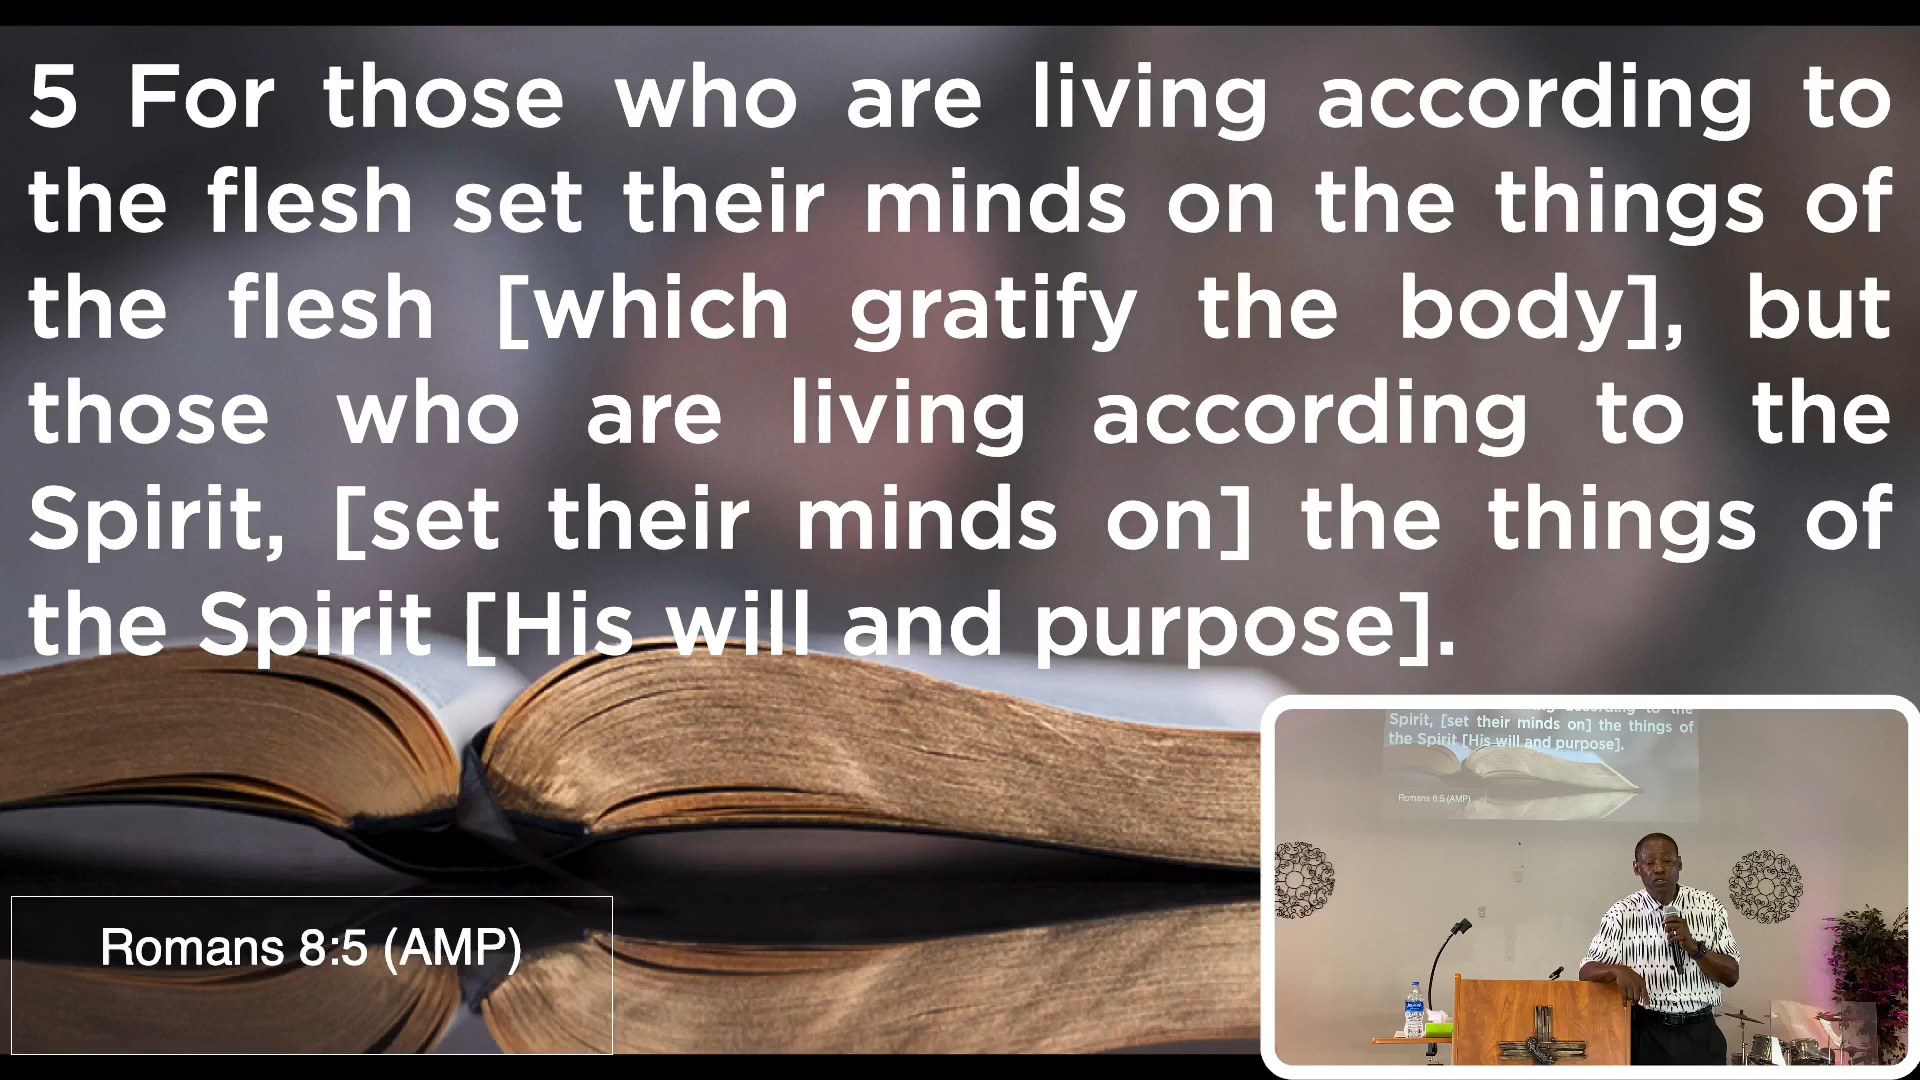 5 For those who are living according to
the flesh set their minds on the things of
the flesh [which gratify the body], but
those who are living according to the
Spirit, [set their minds on] the things of
the Spirit [His will and purpose].
Romans 8:5 (AMP)
according to the
Spirit, [set their minds on] the things of
the Spirit [His will and purpose].
Romans 8:5 (AMP)